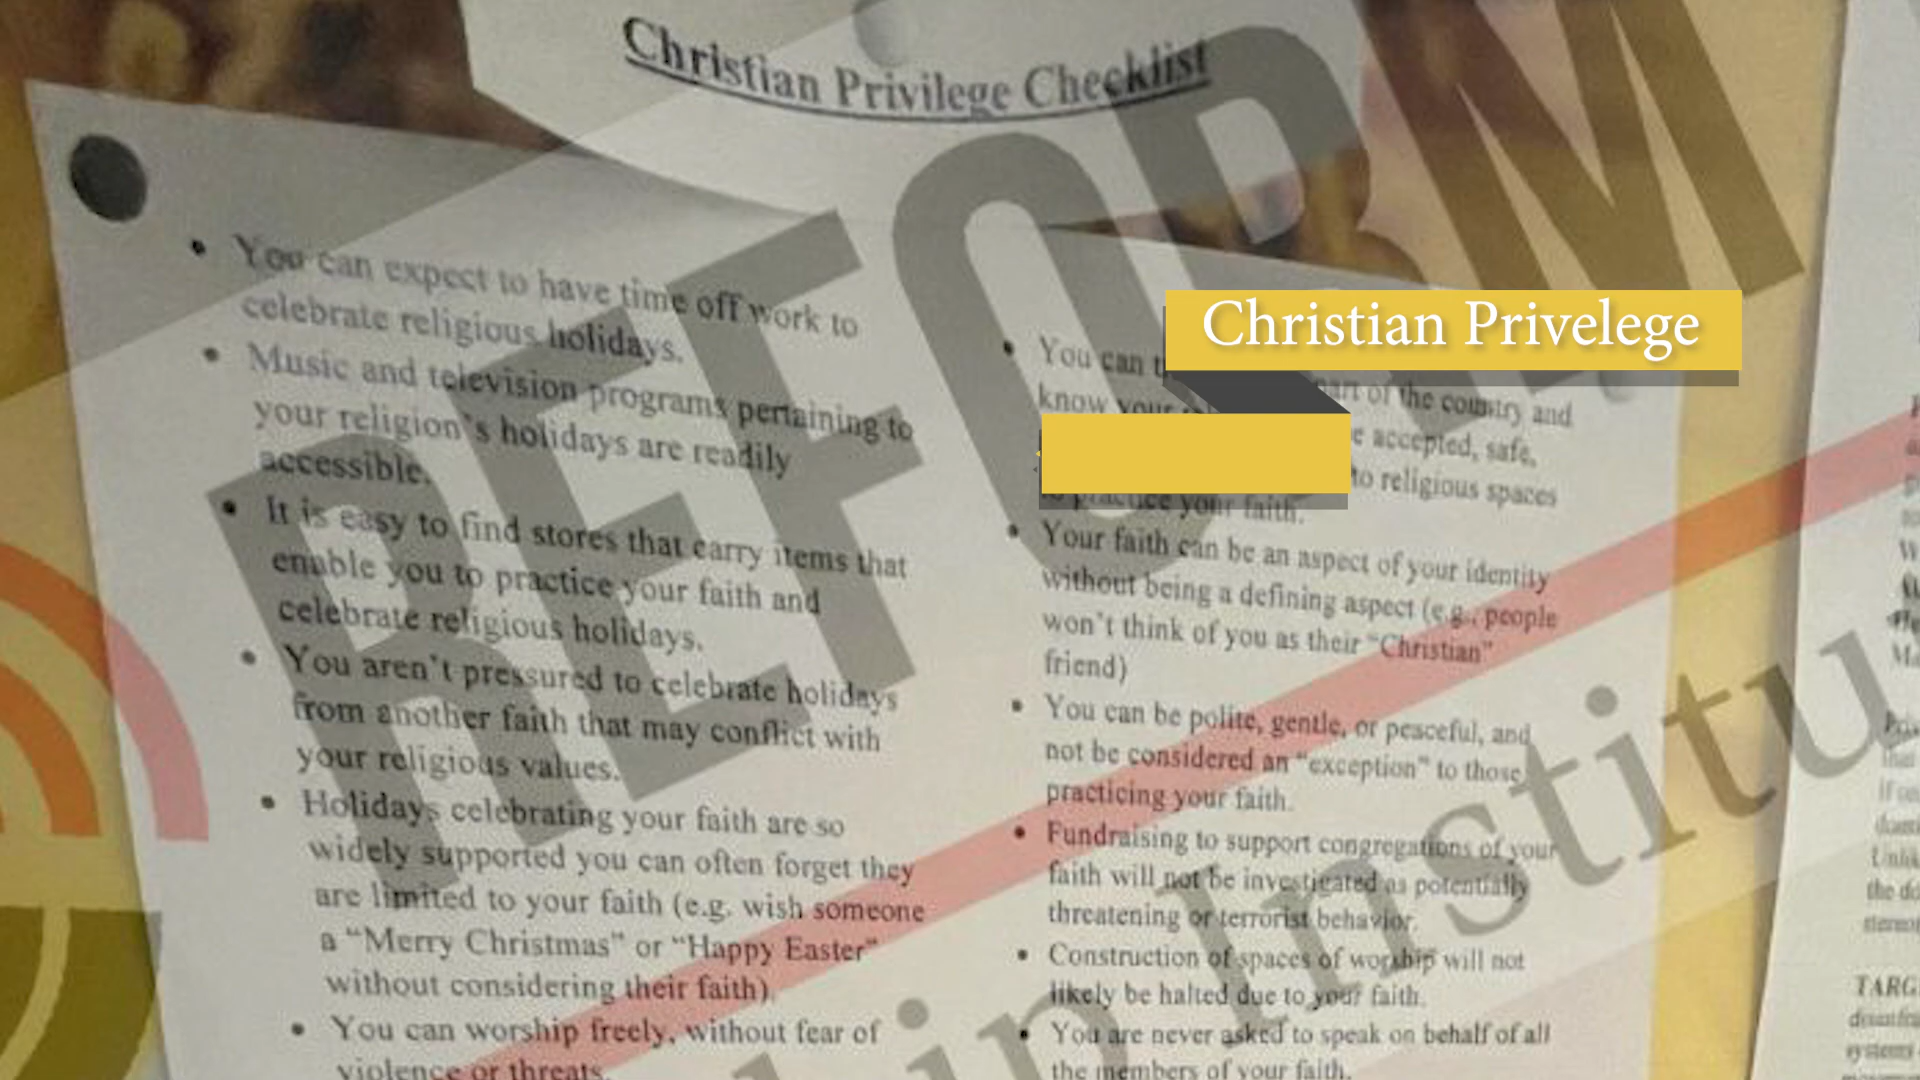 Christian Privilege Checklist
• You can expect to have time off work to
celebrate religious holidays.
• Music and television programs pertaining to
your religion's holidays are readily
accessible.
• It is easy to find stores that carry items that
enable you to practice your faith and
celebrate religious holidays.
• You aren't pressured to celebrate holidays
from another faith that may conflict with
your religious values.
• Holidays celebrating your faith are so
widely supported you can often forget they
are limited to your faith (e.g. wish someone
a “Merry Christmas” or “Happy Easter”
without considering their faith).
• You can worship freely, without fear of
violence or threats.
Christian Privelege
• You can
part of the country and
know your
accepted, safe,
to religious spaces
to practice your faith.
• Your faith can be an aspect of your identity
without being a defining aspect (e.g., people
won't think of you as their “Christian”
friend)
• You can be polite, gentle, or peaceful, and
not be considered an “exception” to those
practicing your faith.
• Fundraising to support congregations of your
faith will not be investigated as potentially
threatening or terrorist behavior.
• Construction of spaces of worship will not
likely be halted due to your faith.
• You are never asked to speak on behalf of all
the members of your faith.
REFORM
ip Institu
TARG
the do